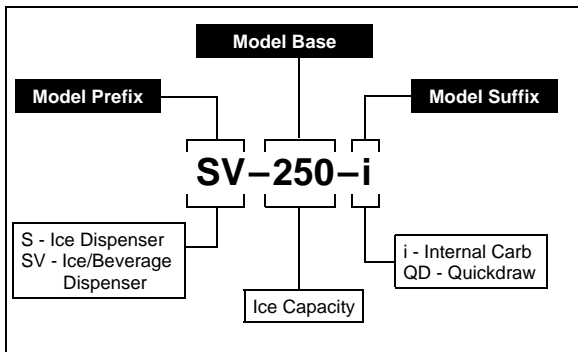 Model Base
Model Prefix
Model Suffix
SV–250–i
S - Ice Dispenser
SV - Ice/Beverage
Dispenser
i - Internal Carb
QD - Quickdraw
Ice Capacity